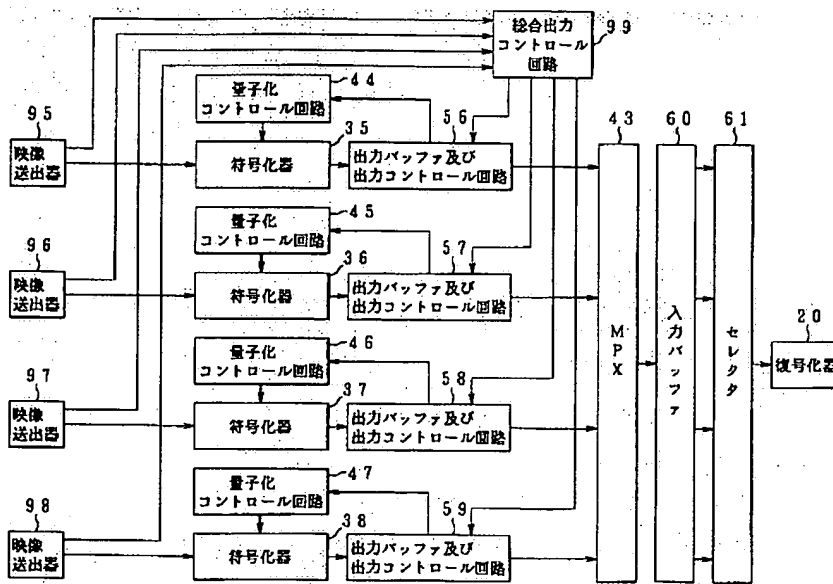 総合出力
コントロール
回路
99
量子化
コントロール回路
44
95
映像
送出器
35
符号化器
56
出力バッファ及び
出力コントロール回路
43
60
61
量子化
コントロール回路
45
96
映像
送出器
36
符号化器
57
出力バッファ及び
出力コントロール回路
MPX
入力バッファ
セレクタ
20
復号化器
量子化
コントロール回路
46
97
映像
送出器
37
符号化器
58
出力バッファ及び
出力コントロール回路
量子化
コントロール回路
47
98
映像
送出器
38
符号化器
59
出力バッファ及び
出力コントロール回路